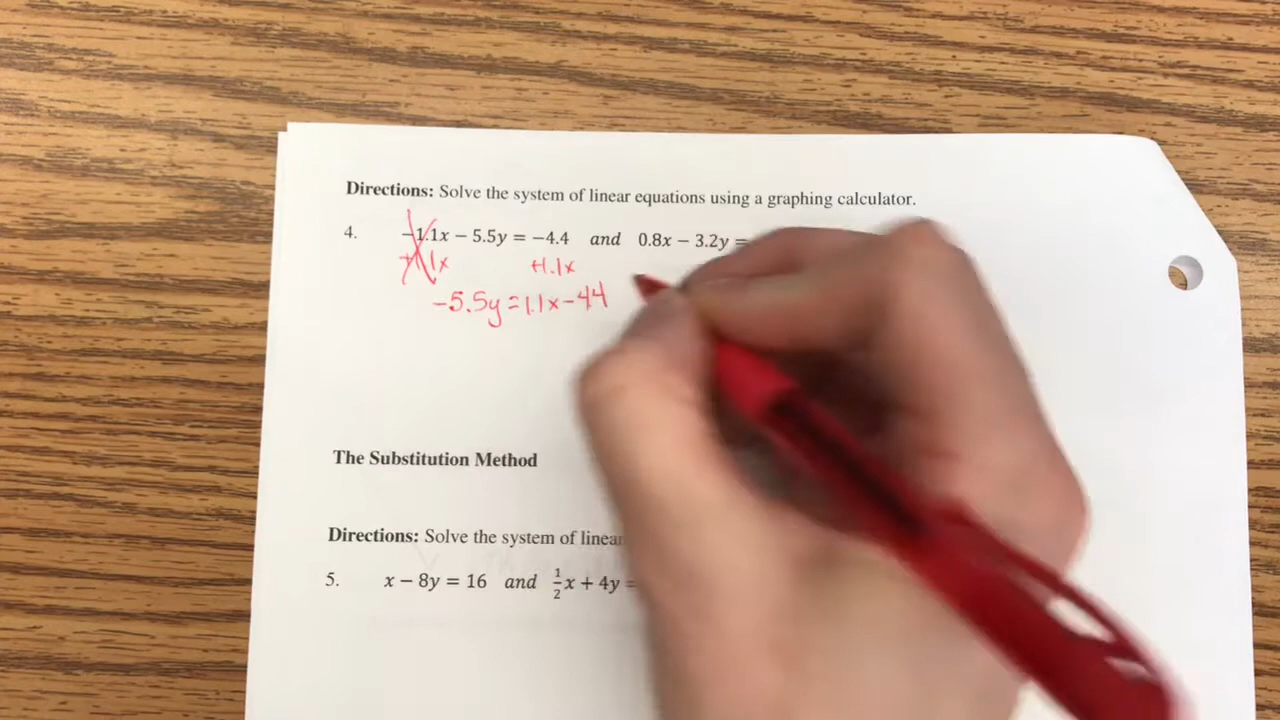 Directions: Solve the system of linear equations using a graphing calculator.
4. −1.1x − 5.5y = −4.4 and 0.8x − 3.2y =
+1.1x +1.1x
-5.5y = 1.1x - 44
The Substitution Method
Directions: Solve the system of linear
5. x − 8y = 16 and 1/2x + 4y =